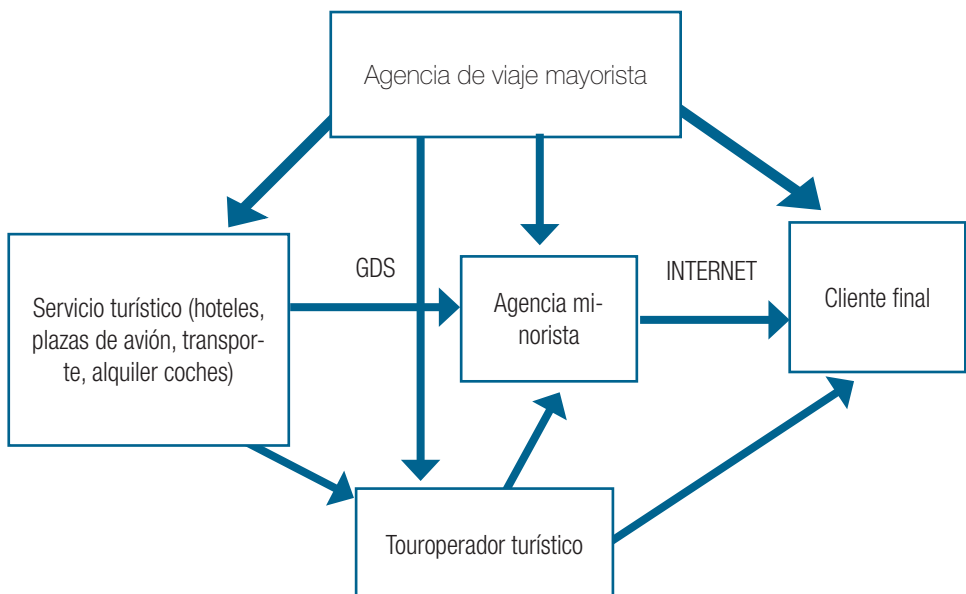 Agencia de viaje mayorista
GDS
INTERNET
Servicio turístico (hoteles,
plazas de avión, transpor-
te, alquiler coches)
Agencia mi-
norista
Cliente final
Touroperador turístico